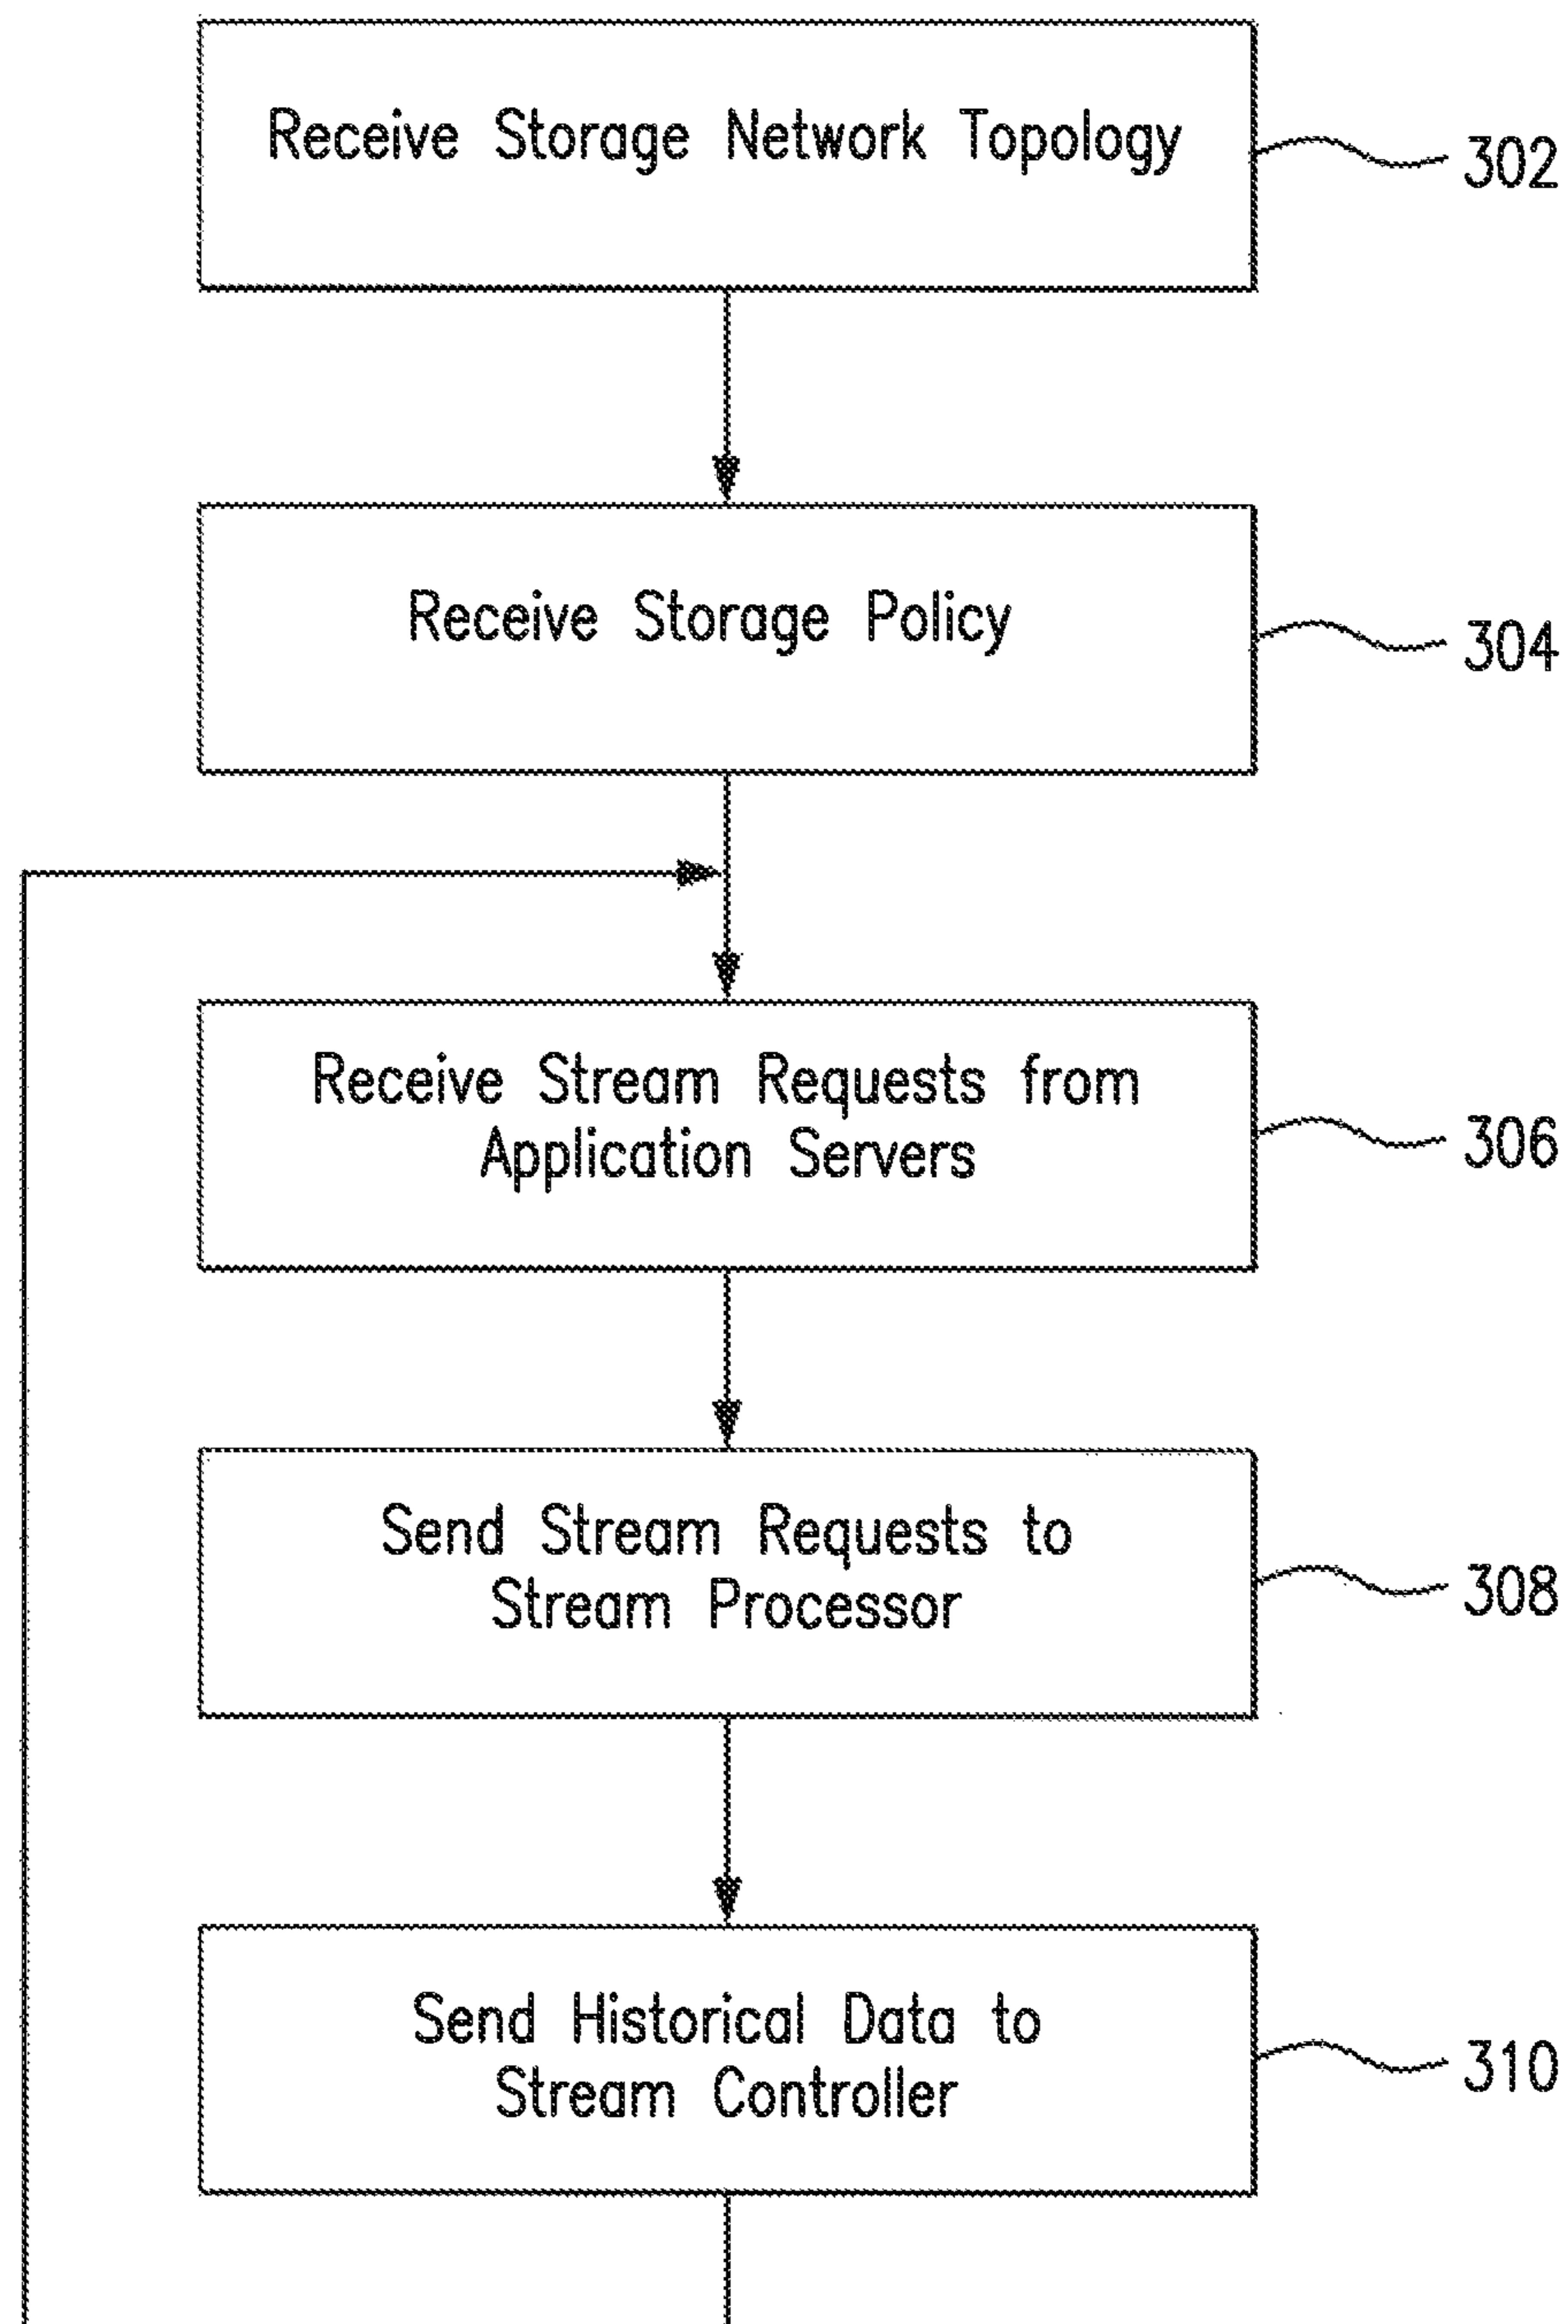 Receive Storage Network Topology
302
Receive Storage Policy
304
Receive Stream Requests from
Application Servers
306
Send Stream Requests to
Stream Processor
308
Send Historical Data to
Stream Controller
310